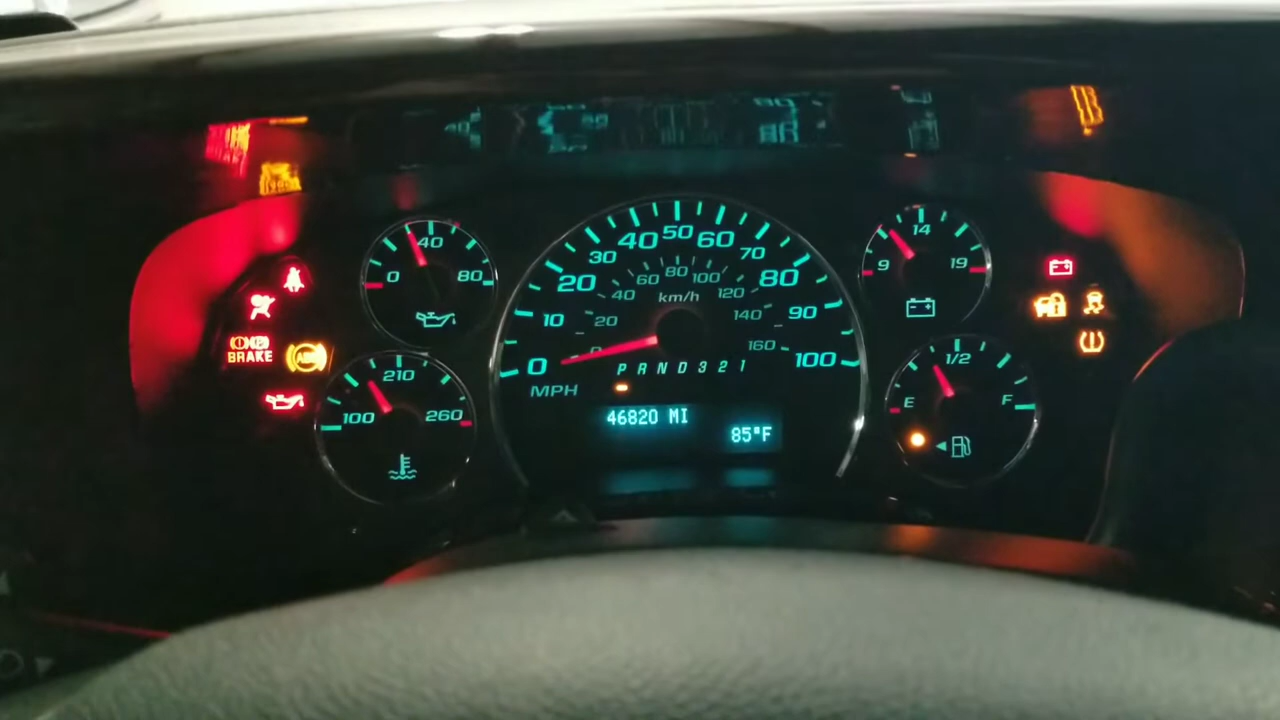 40
0 80
210
100 260
50
40 60
30 70
20 80
10 90
0 100
MPH
80
60 100
40 120
20 140
0 160
km/h
P R N D 3 2 1
46820 MI
85°F
14
9 19
1/2
E F
BRAKE
ABS